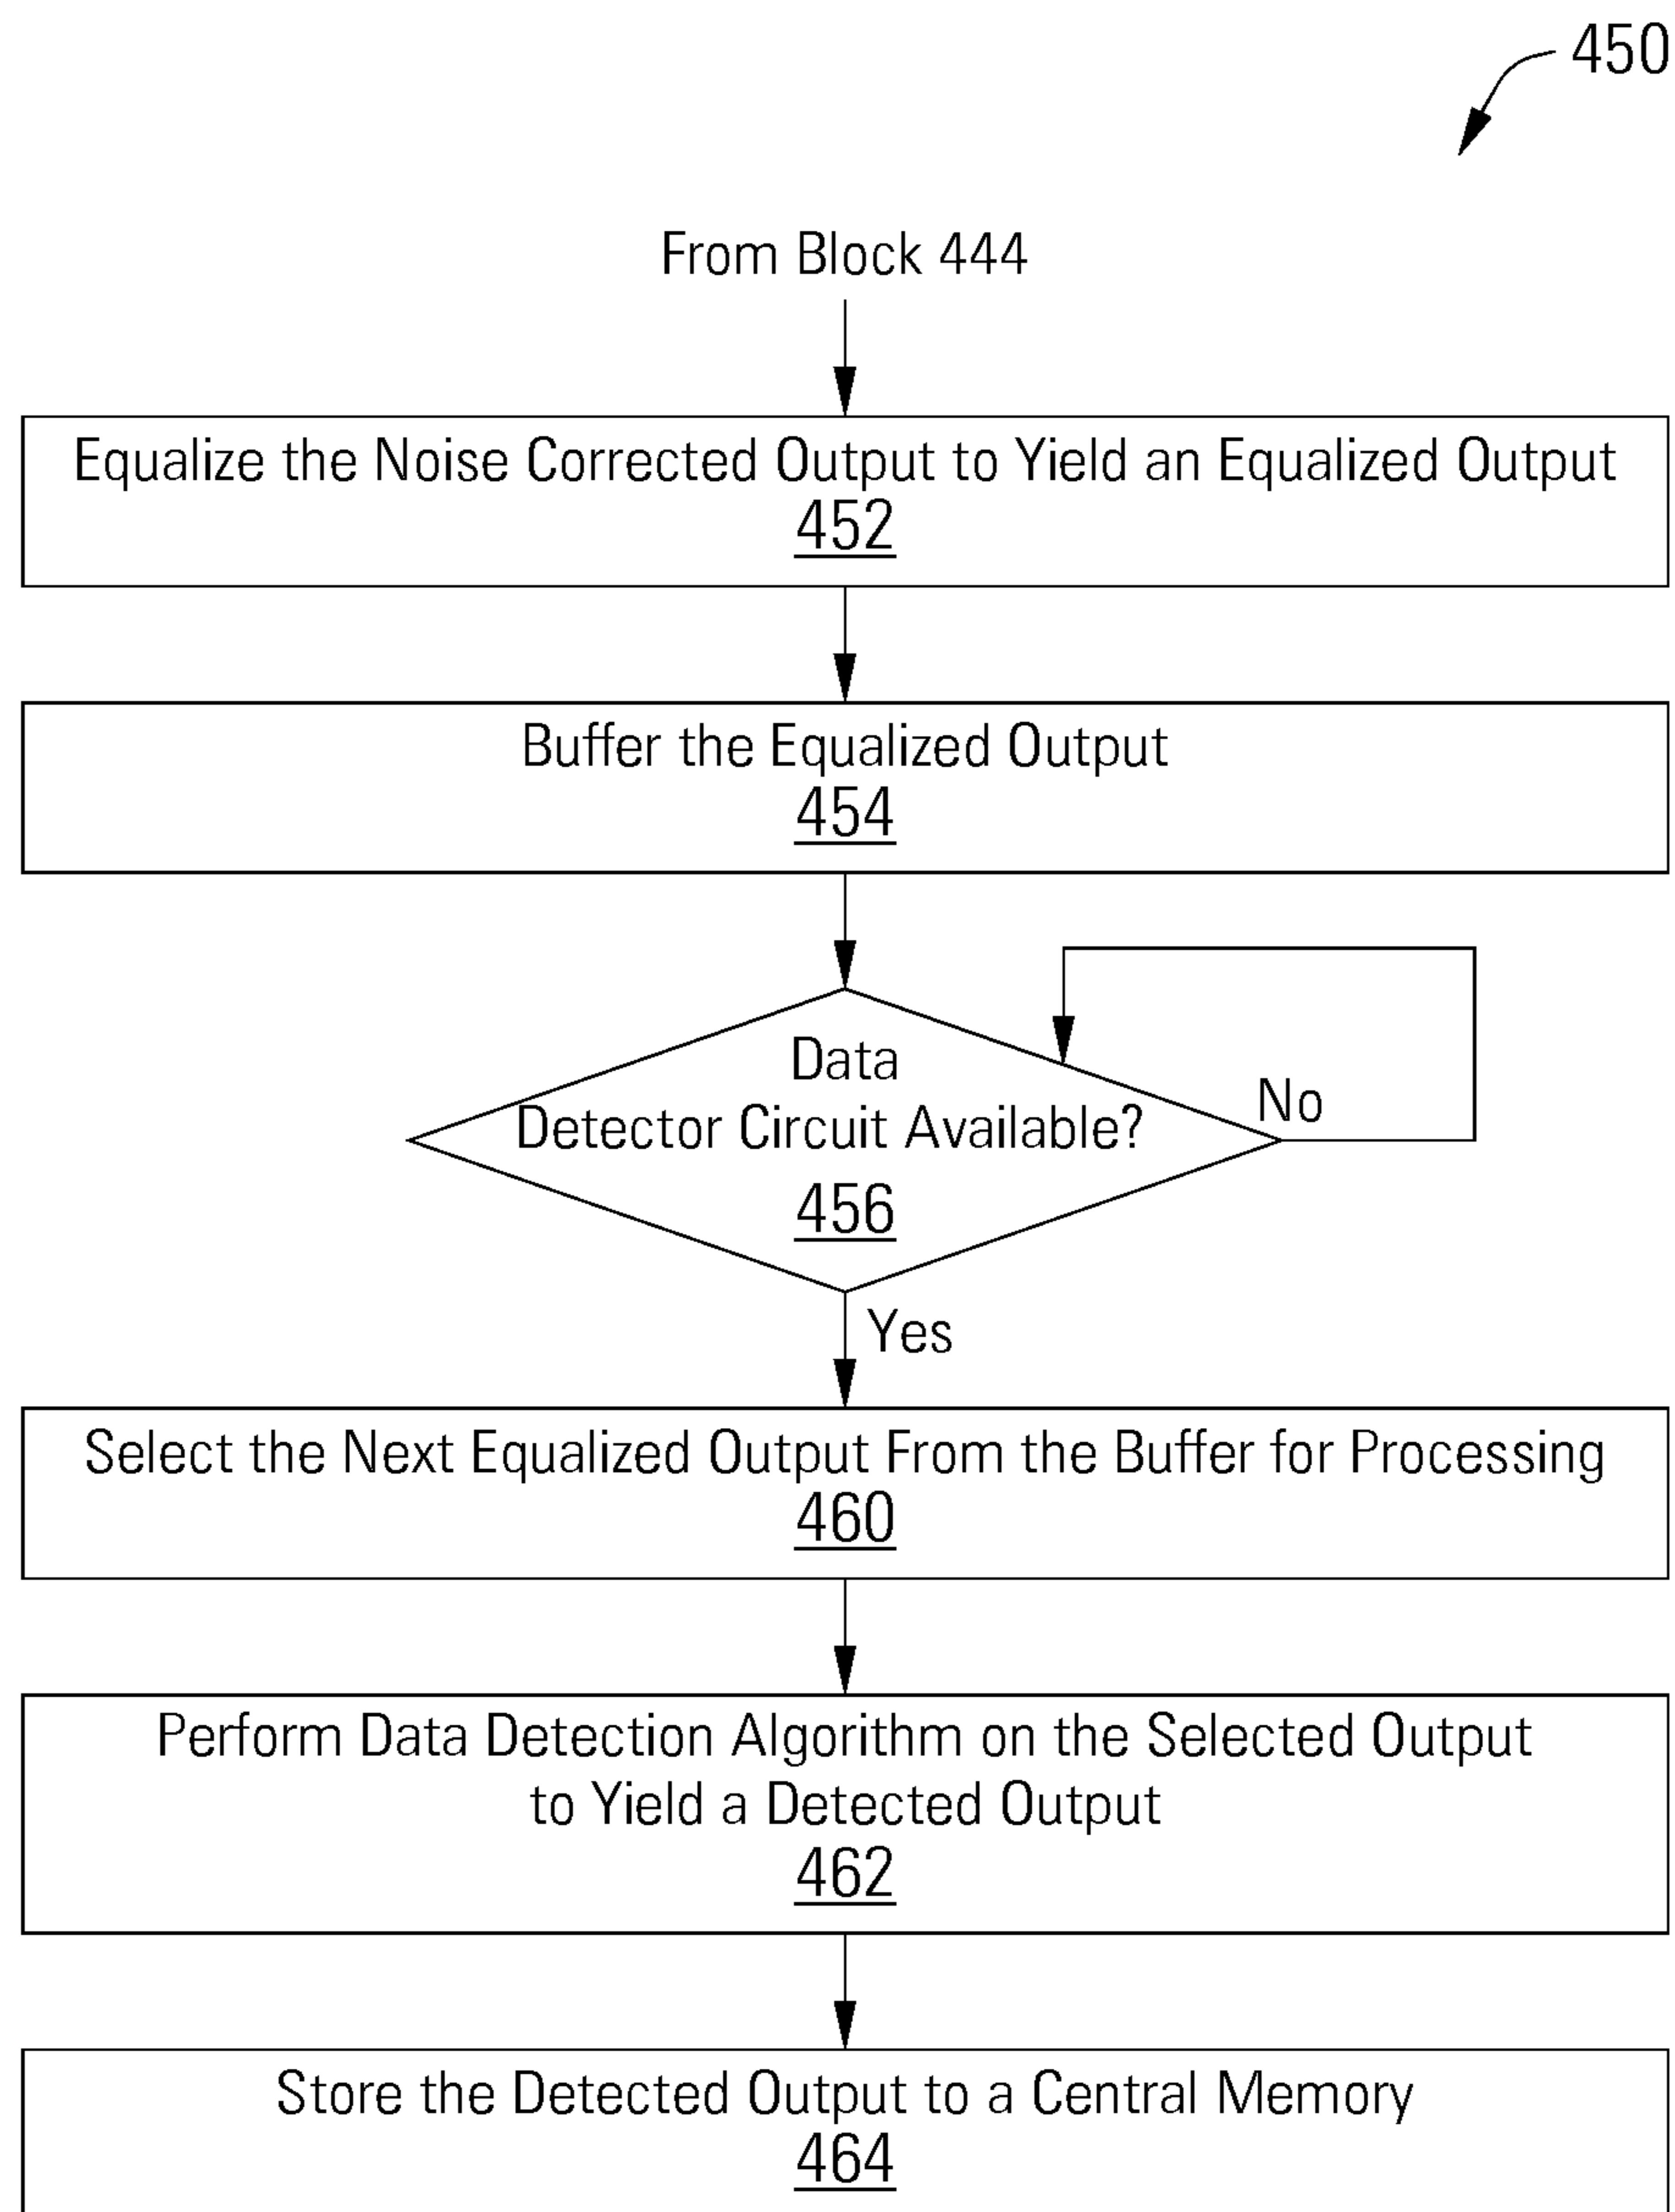 450
From Block 444
Equalize the Noise Corrected Output to Yield an Equalized Output
452
Buffer the Equalized Output
454
Data
Detector Circuit Available?
456
No
Yes
Select the Next Equalized Output From the Buffer for Processing
460
Perform Data Detection Algorithm on the Selected Output
to Yield a Detected Output
462
Store the Detected Output to a Central Memory
464